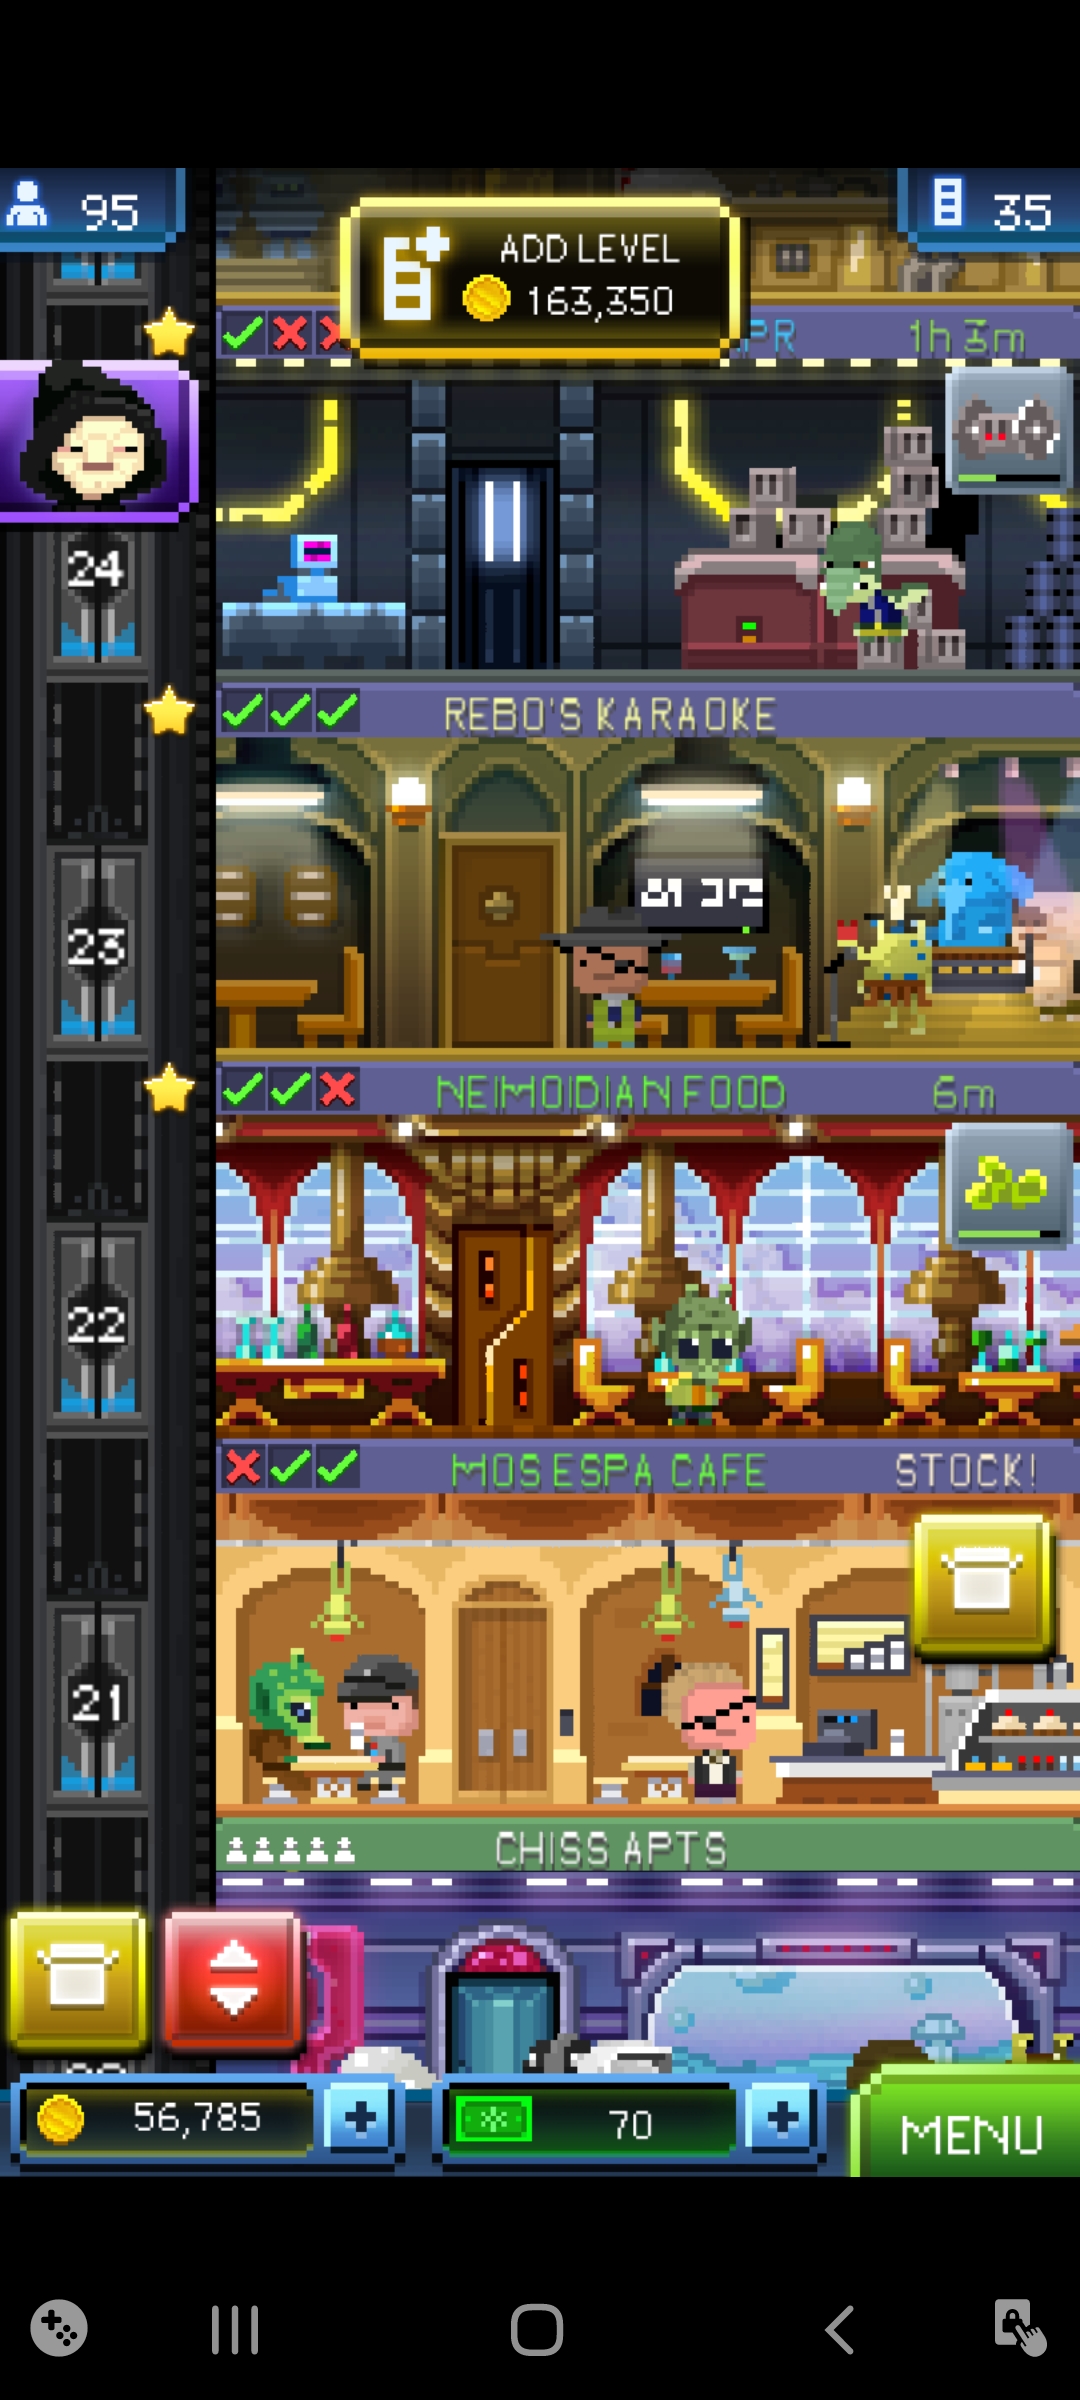 95
ADD LEVEL
163,350
35
PR
1h 3m
24
REBO'S KARAOKE
23
NEIMOIDIAN FOOD
6m
22
MOS ESPA CAFE
STOCK!
21
CHISS APTS
56,785
70
MENU